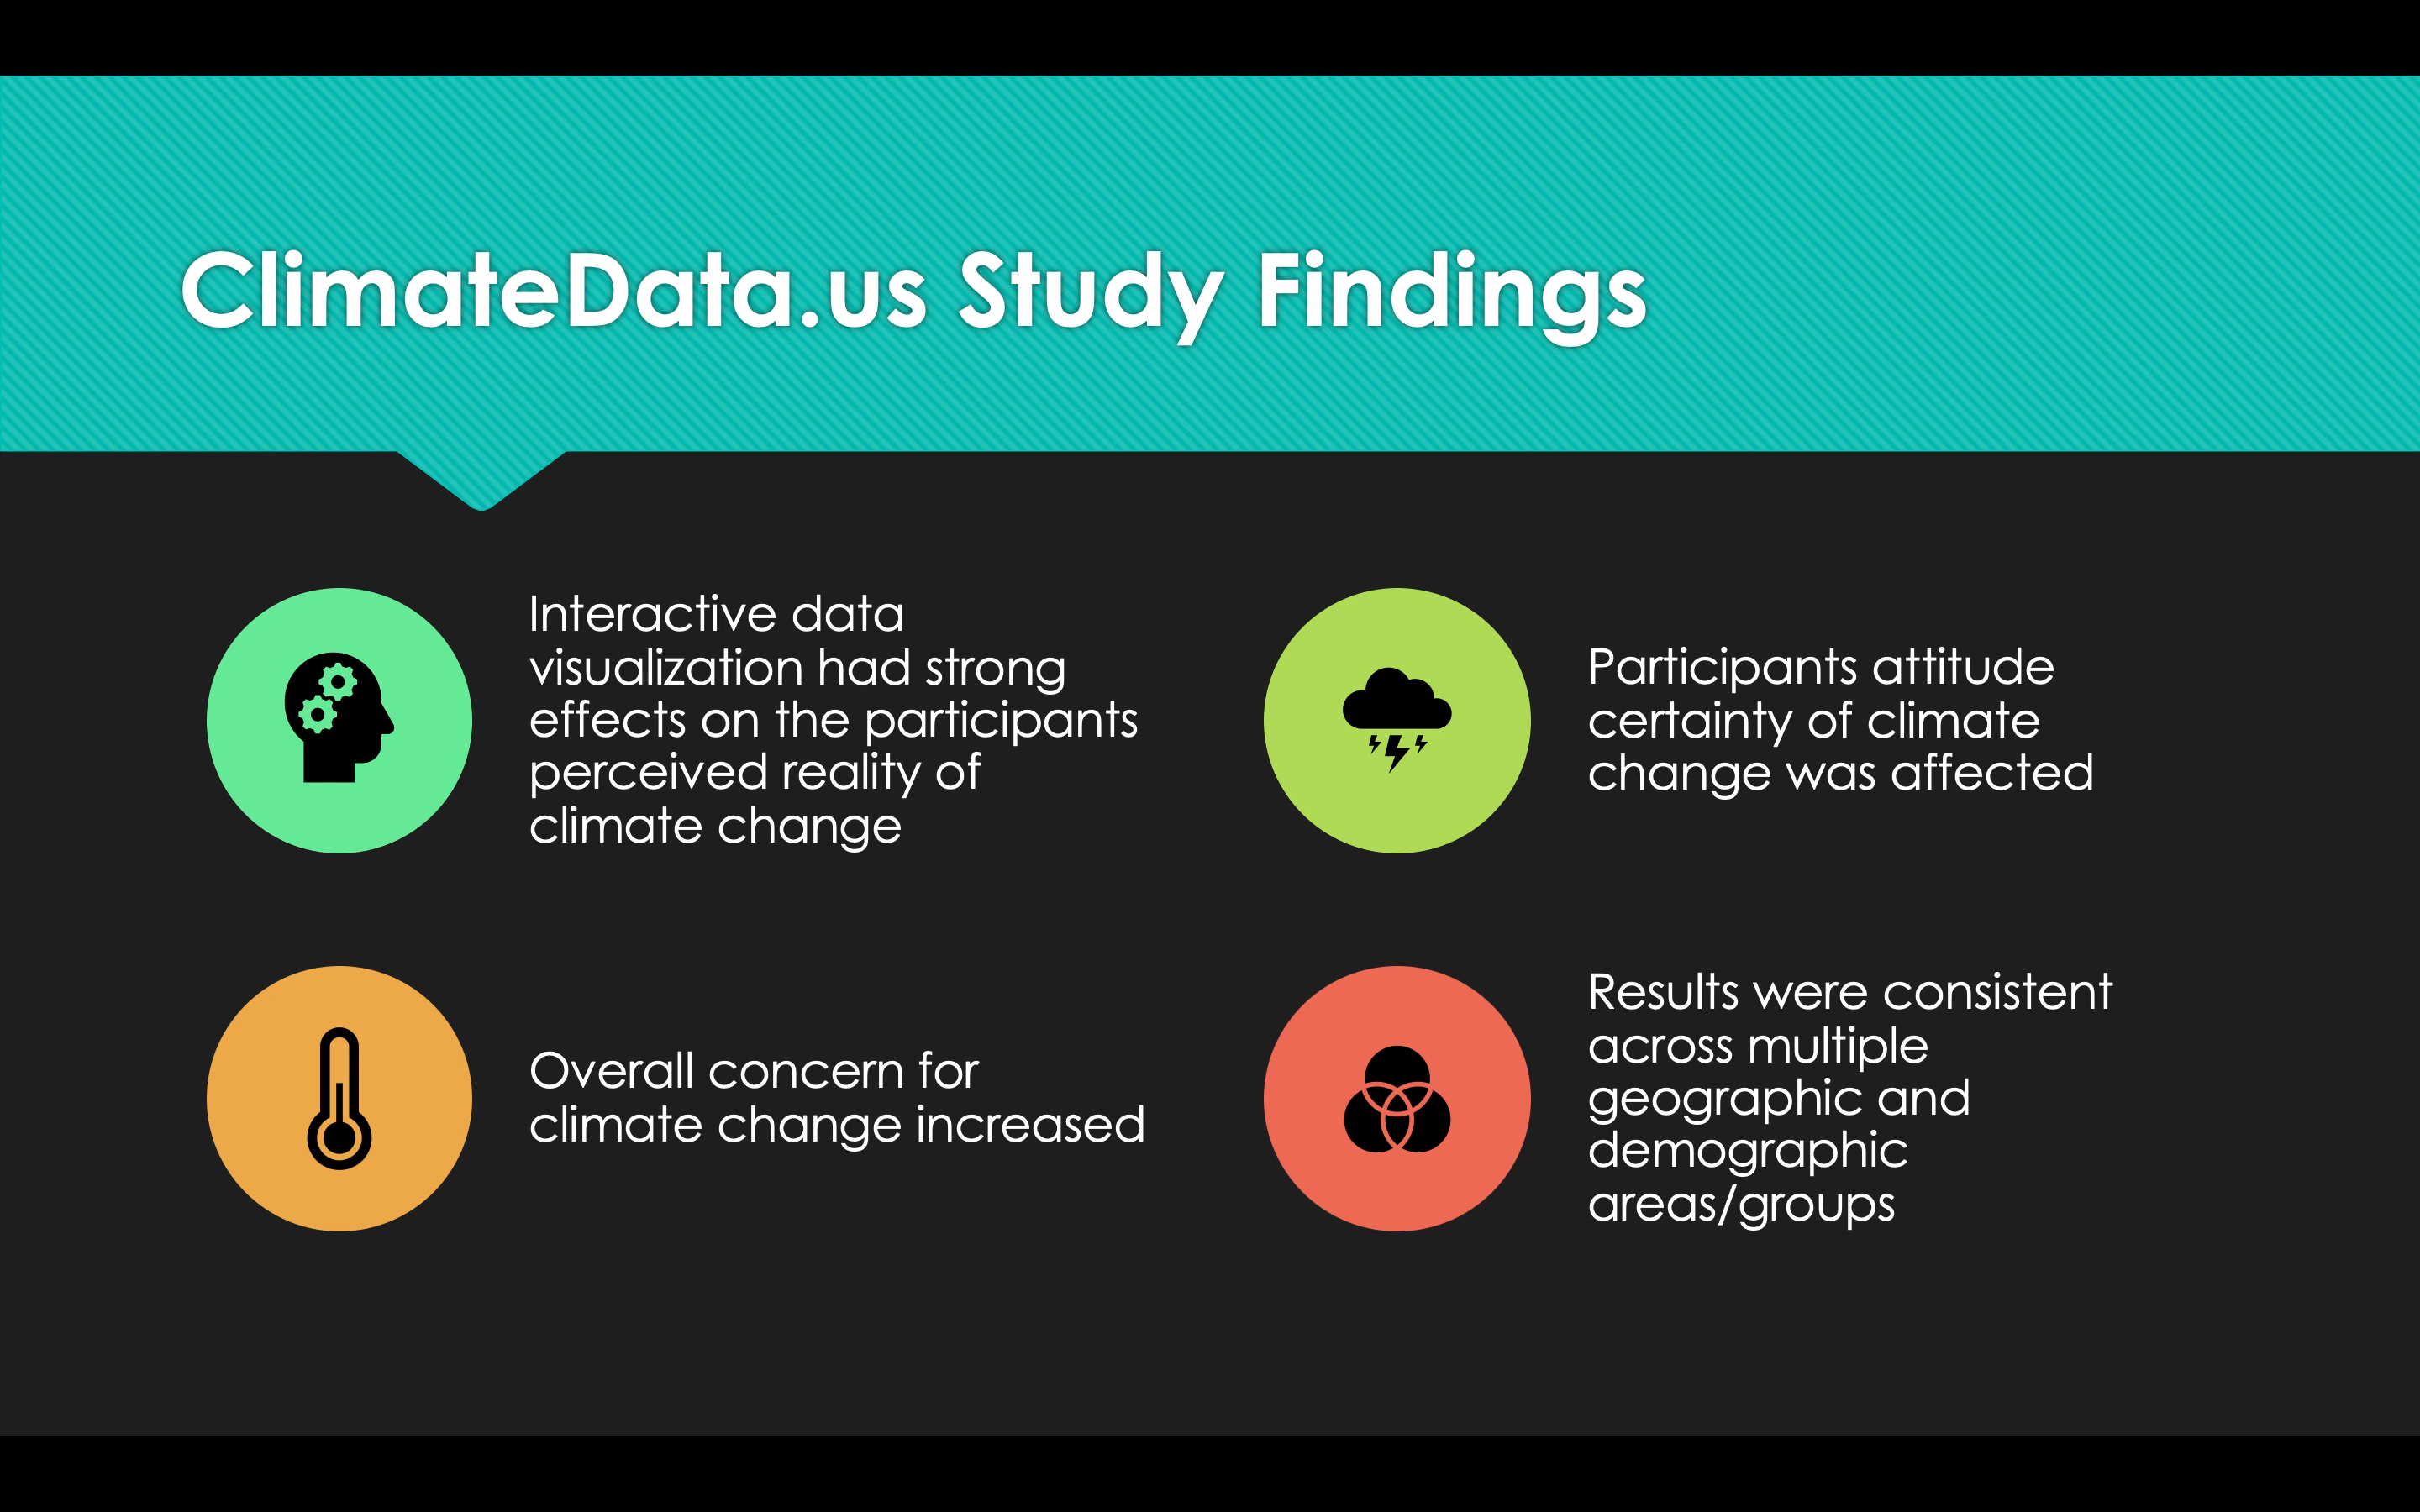 ClimateData.us Study Findings
Interactive data
visualization had strong
effects on the participants
perceived reality of
climate change
Participants attitude
certainty of climate
change was affected
Overall concern for
climate change increased
Results were consistent
across multiple
geographic and
demographic
areas/groups